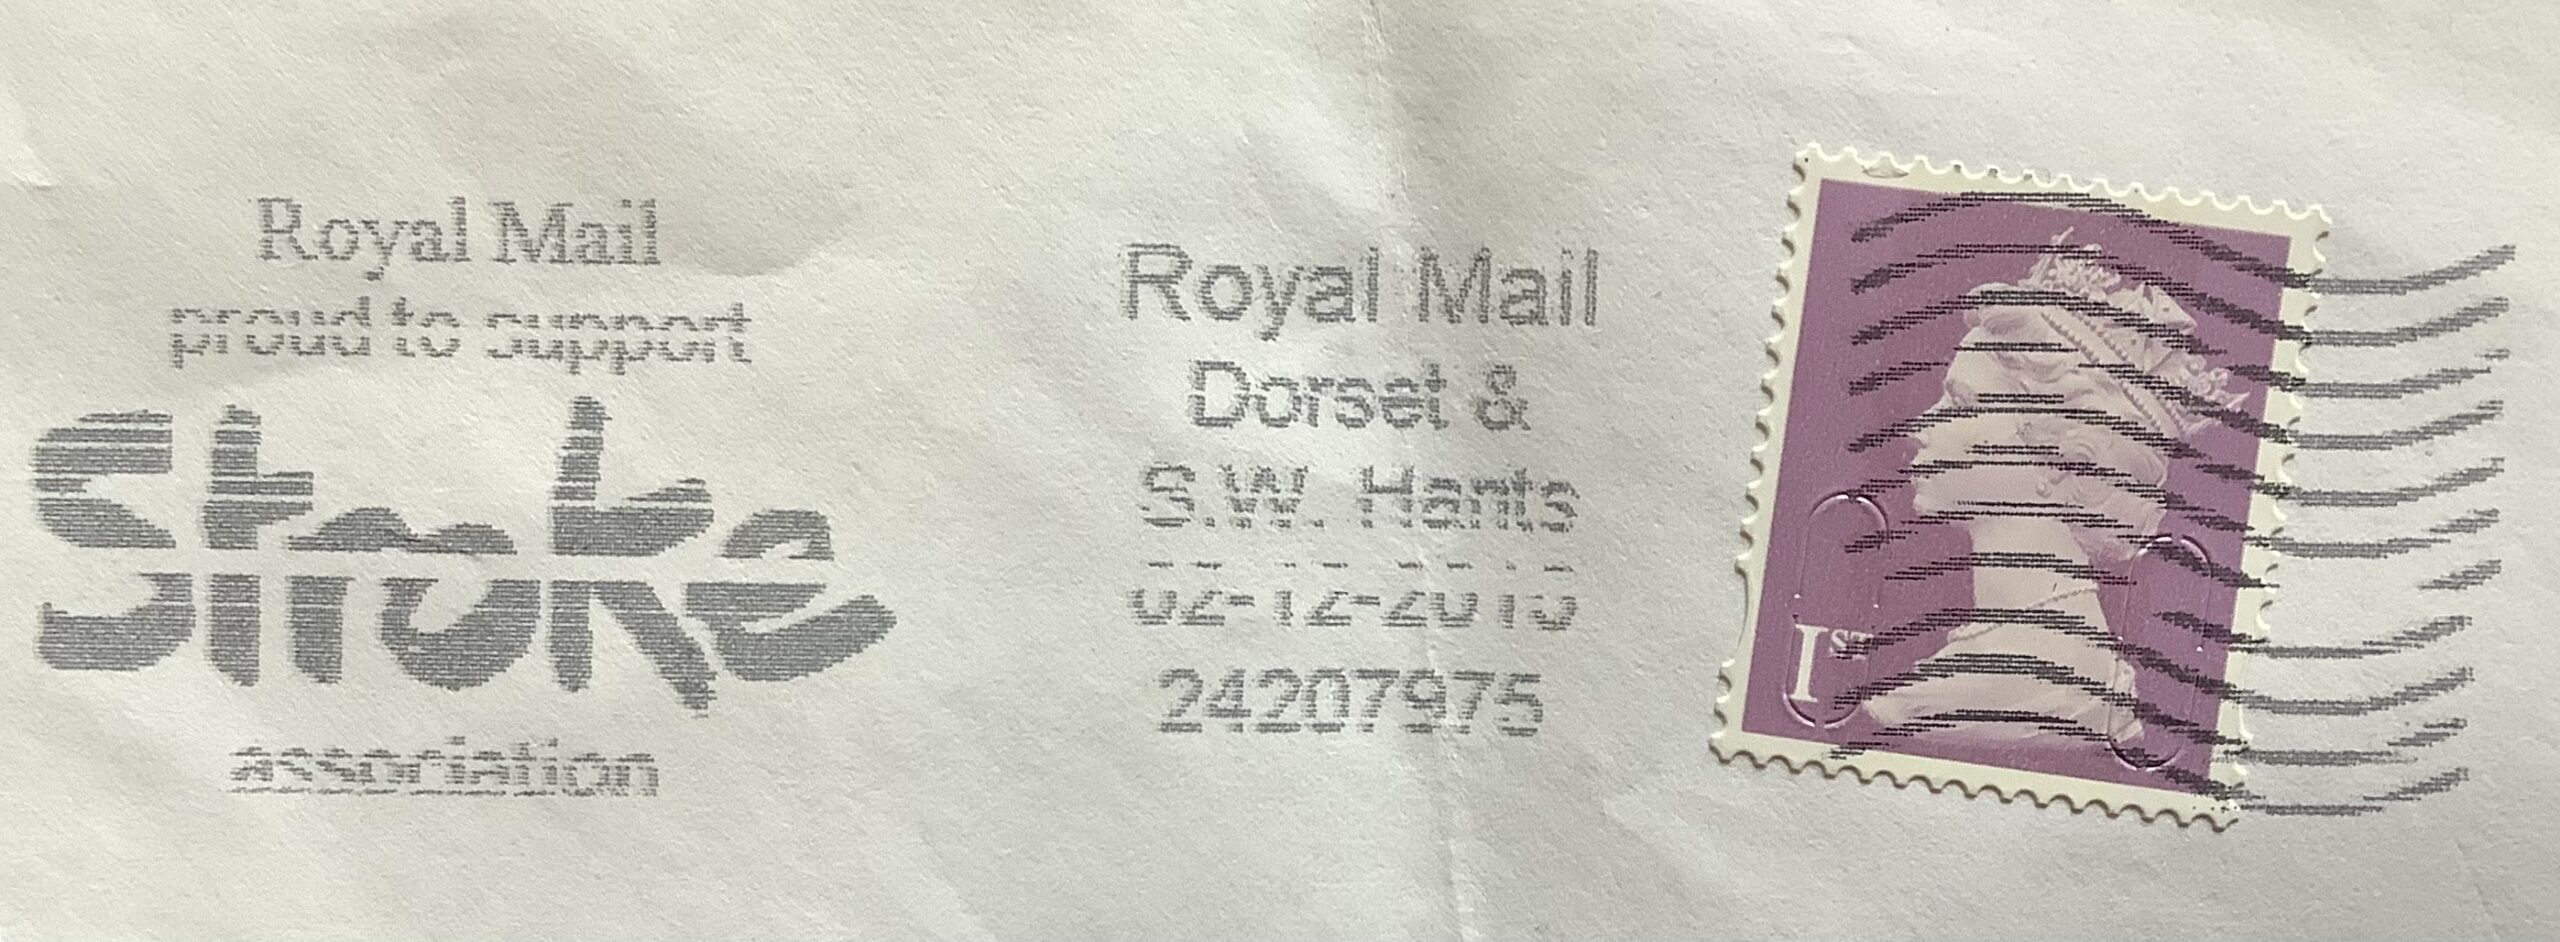 Royal Mail
proud to support
Stroke
association
Royal Mail
Dorset &
S.W. Hants
24207975
1ST